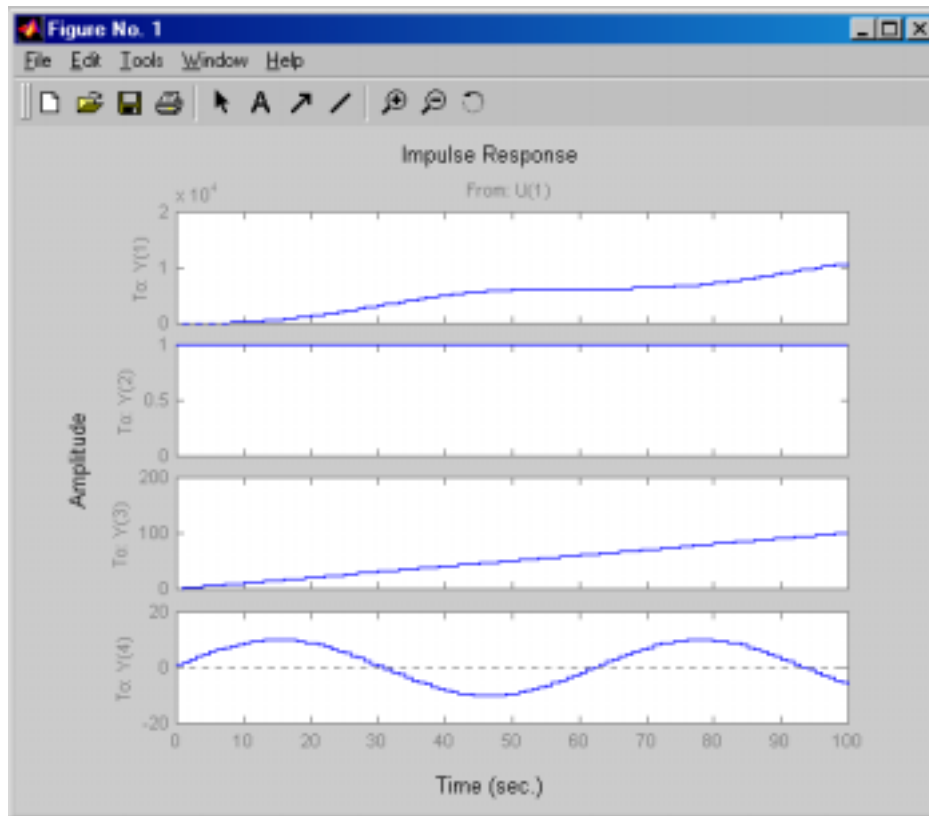 Figure No. 1
File Edit Tools Window Help
A
Impulse Response
From: U(1)
x 10^4
2
1
0
To: Y(1)
1
0.5
0
To: Y(2)
Amplitude
200
100
0
To: Y(3)
20
0
-20
To: Y(4)
0 10 20 30 40 50 60 70 80 90 100
Time (sec.)